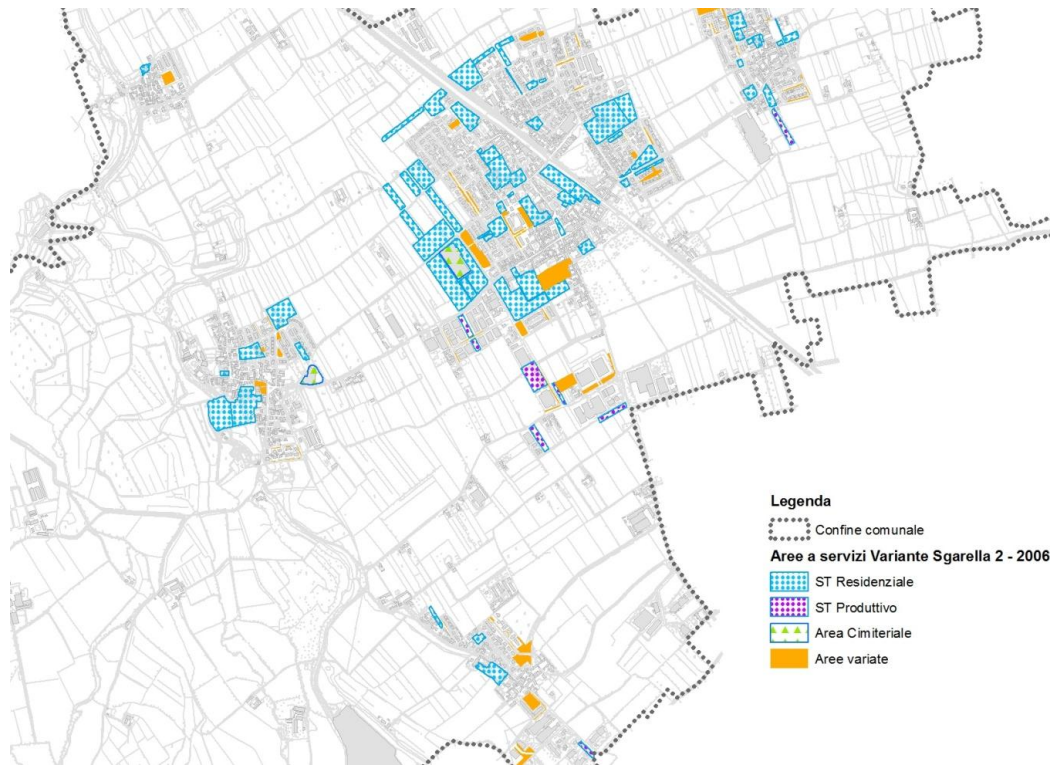 Legenda
Confine comunale
Aree a servizi Variante Sgarella 2 - 2006
ST Residenziale
ST Produttivo
Area Cimiteriale
Aree variate